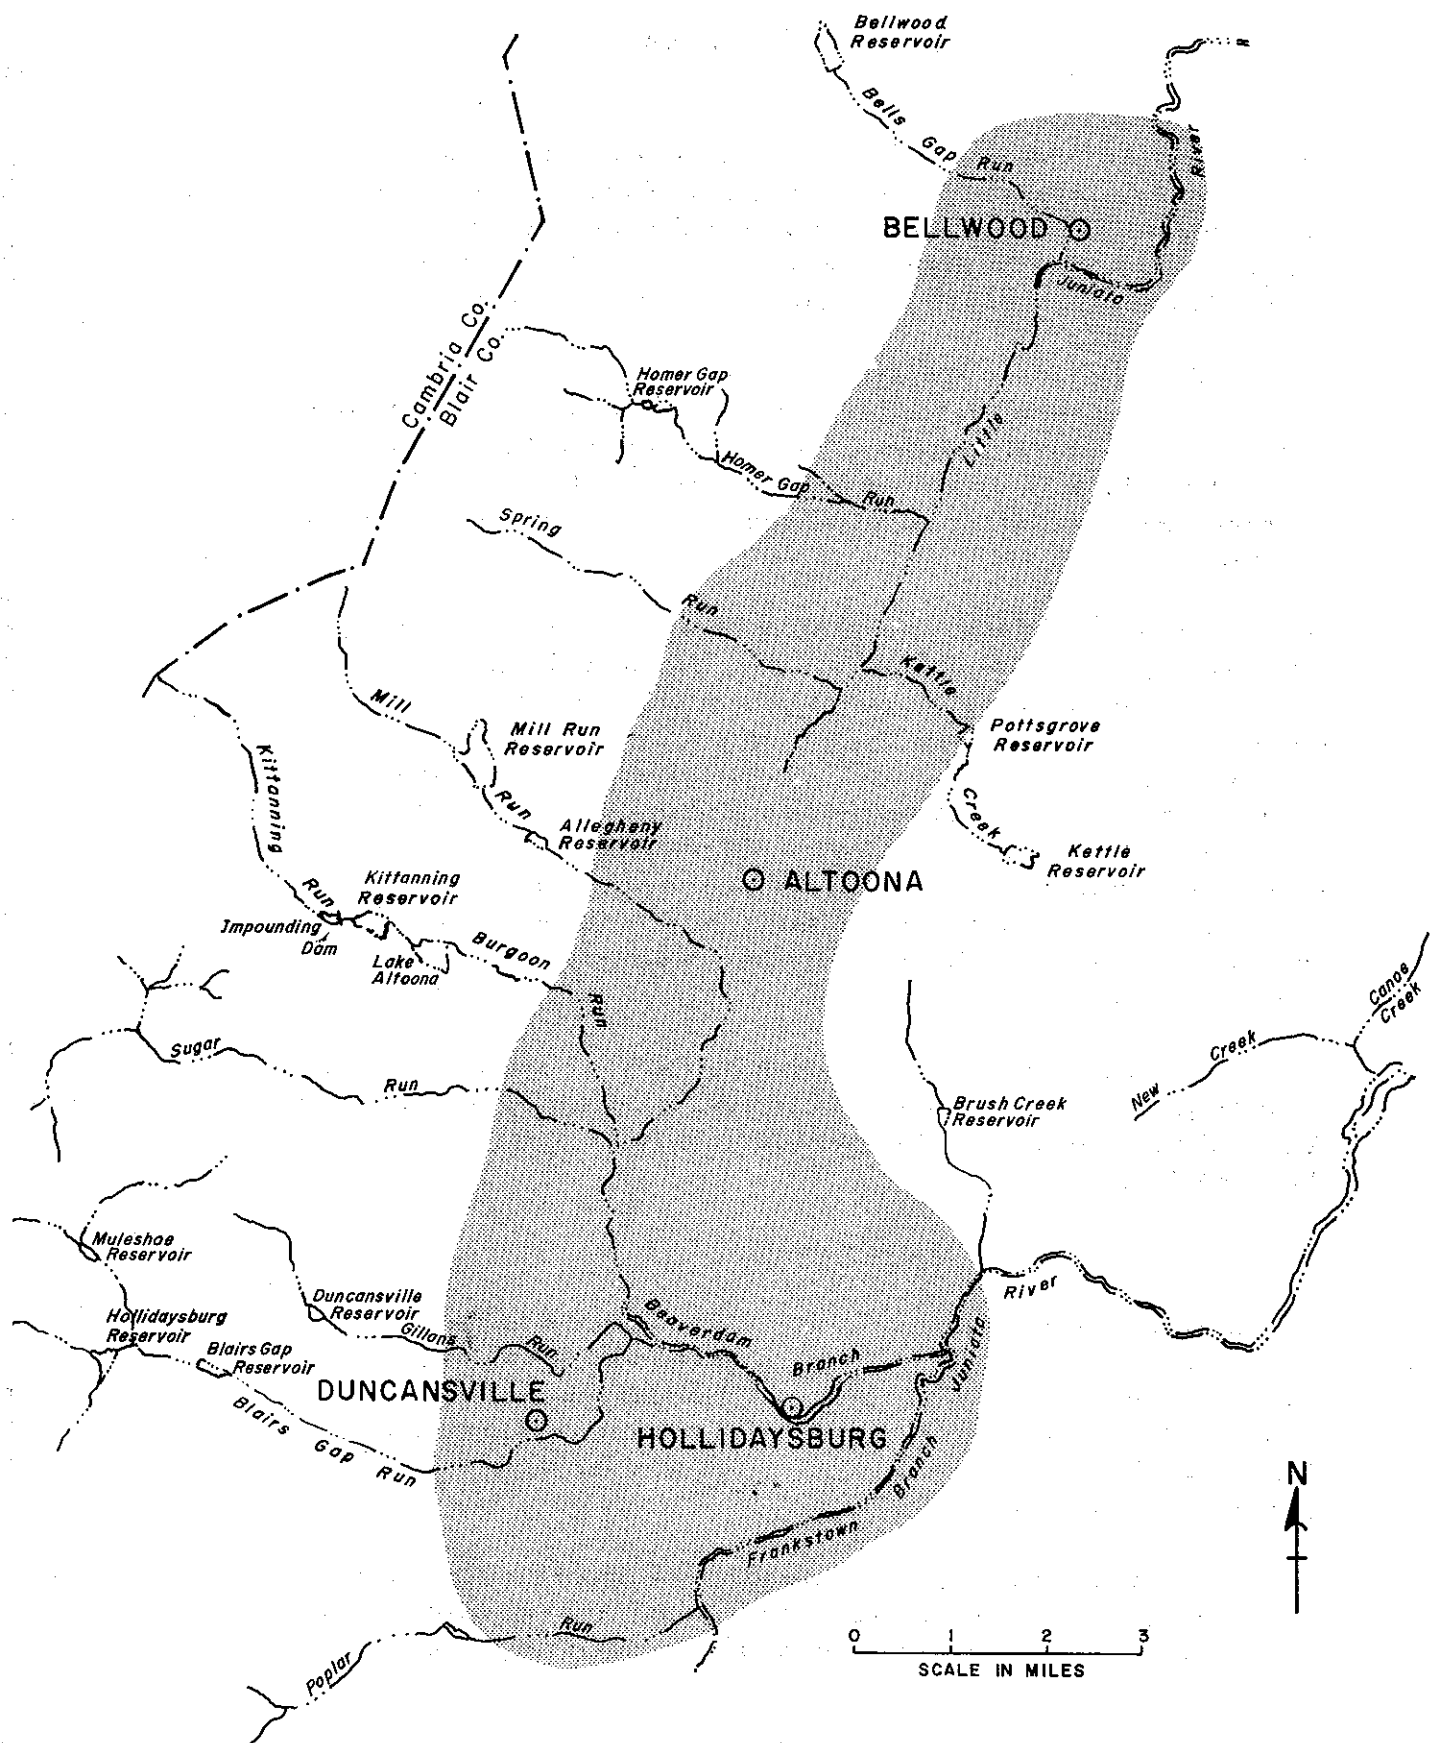 Bellwood
Reservoir
Bells Gap Run
River
BELLWOOD
Juniata
Cambria Co.
Blair Co.
Homer Gap
Reservoir
Little
Homer Gap Run
Spring Run
Kettle Creek
Mill Run
Mill Run
Reservoir
Pottsgrove
Reservoir
Kittanning Run
Allegheny
Reservoir
Kettle
Reservoir
ALTOONA
Kittanning
Reservoir
Impounding
Dam
Lake
Altoona
Burgoon Run
Canoe
Creek
Sugar Run
New Creek
Brush Creek
Reservoir
Muleshoe
Reservoir
Duncansville
Reservoir
Hollidaysburg
Reservoir
Gillans Run
Beaverdam Branch
River
Juniata
Blairs Gap
Reservoir
DUNCANSVILLE
Blairs Gap Run
HOLLIDAYSBURG
Branch
N
Frankstown
Poplar Run
0 1 2 3
SCALE IN MILES